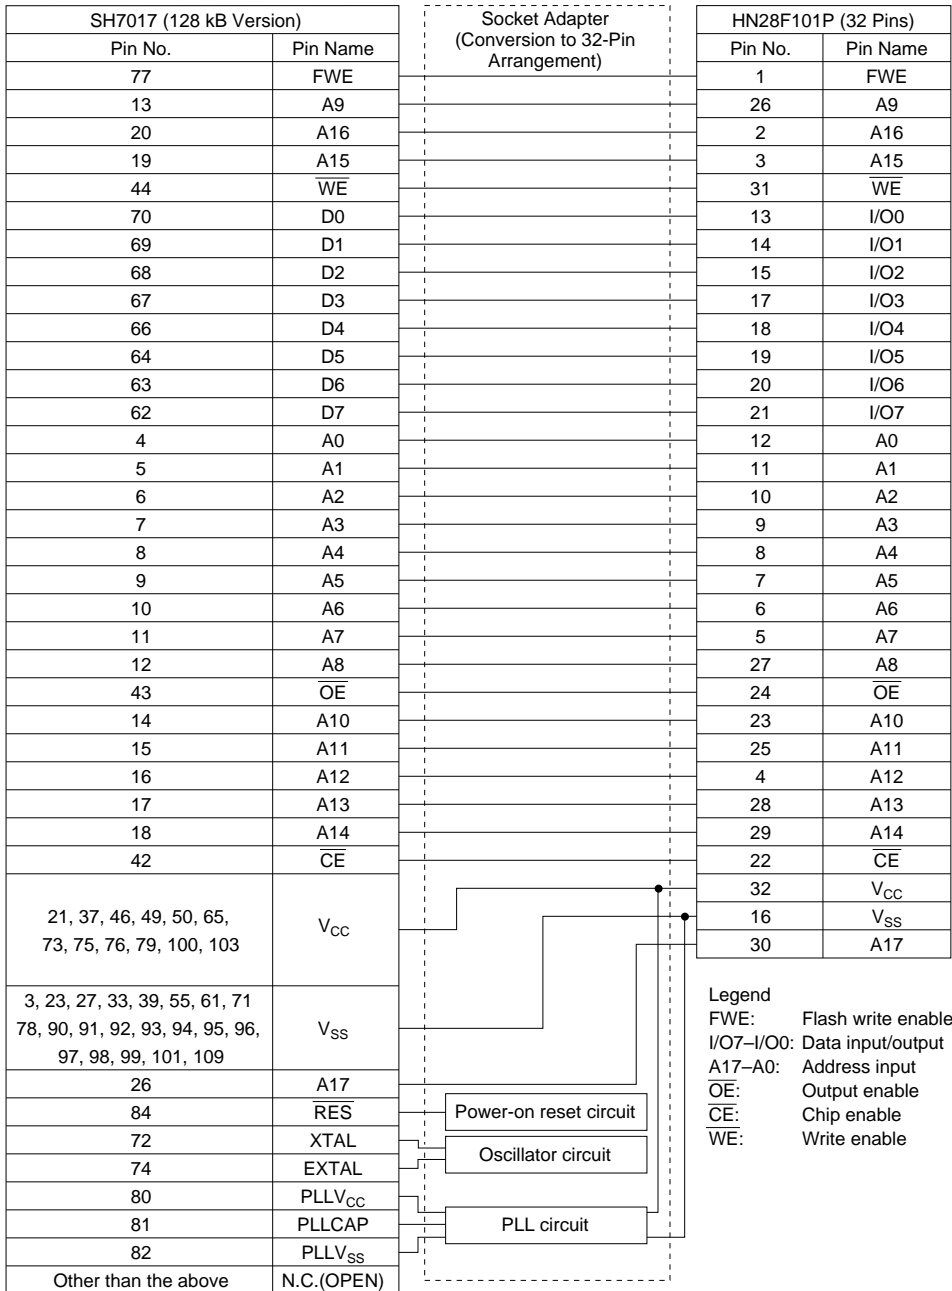 SH7017 (128 kB Version) Socket Adapter HN28F101P (32 Pins)
(Conversion to 32-Pin
Arrangement)
Pin No. Pin Name Pin No. Pin Name
77 FWE 1 FWE
13 A9 26 A9
20 A16 2 A16
19 A15 3 A15
44 WE 31 WE
70 D0 13 I/O0
69 D1 14 I/O1
68 D2 15 I/O2
67 D3 17 I/O3
66 D4 18 I/O4
64 D5 19 I/O5
63 D6 20 I/O6
62 D7 21 I/O7
4 A0 12 A0
5 A1 11 A1
6 A2 10 A2
7 A3 9 A3
8 A4 8 A4
9 A5 7 A5
10 A6 6 A6
11 A7 5 A7
12 A8 27 A8
43 OE 24 OE
14 A10 23 A10
15 A11 25 A11
16 A12 4 A12
17 A13 28 A13
18 A14 29 A14
42 CE 22 CE
21, 37, 46, 49, 50, 65,
73, 75, 76, 79, 100, 103
VCC
32 VCC
16 VSS
30 A17
3, 23, 27, 33, 39, 55, 61, 71
78, 90, 91, 92, 93, 94, 95, 96,
97, 98, 99, 101, 109
VSS
26 A17
84 RES Power-on reset circuit
72 XTAL
74 EXTAL
Oscillator circuit
80 PLLVCC
81 PLLCAP PLL circuit
82 PLLVSS
Other than the above N.C.(OPEN)
Legend
FWE: Flash write enable
I/O7–I/O0: Data input/output
A17–A0: Address input
OE: Output enable
CE: Chip enable
WE: Write enable